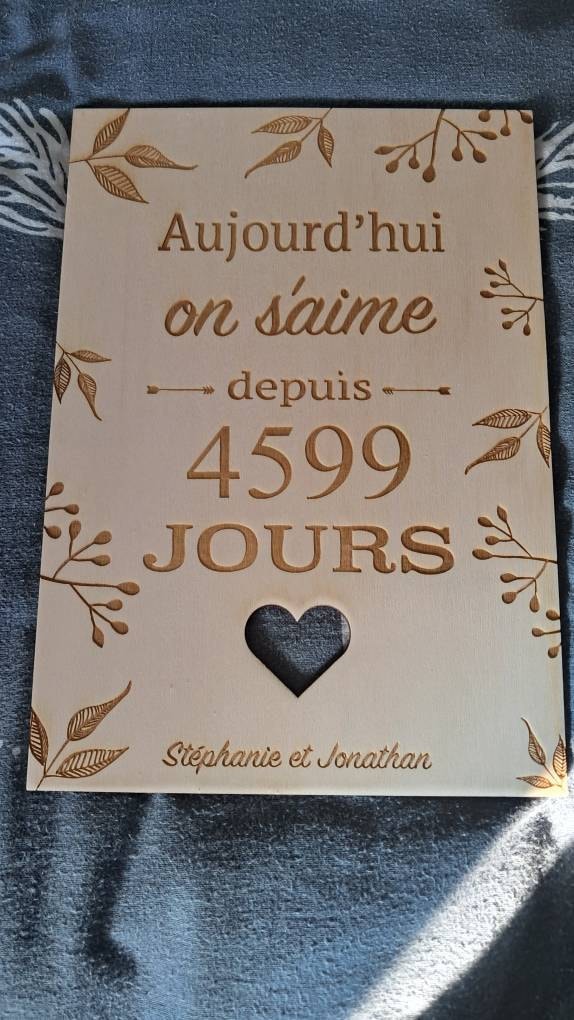 Aujourd'hui
on s'aime
depuis
4599
JOURS
Stéphanie et Jonathan